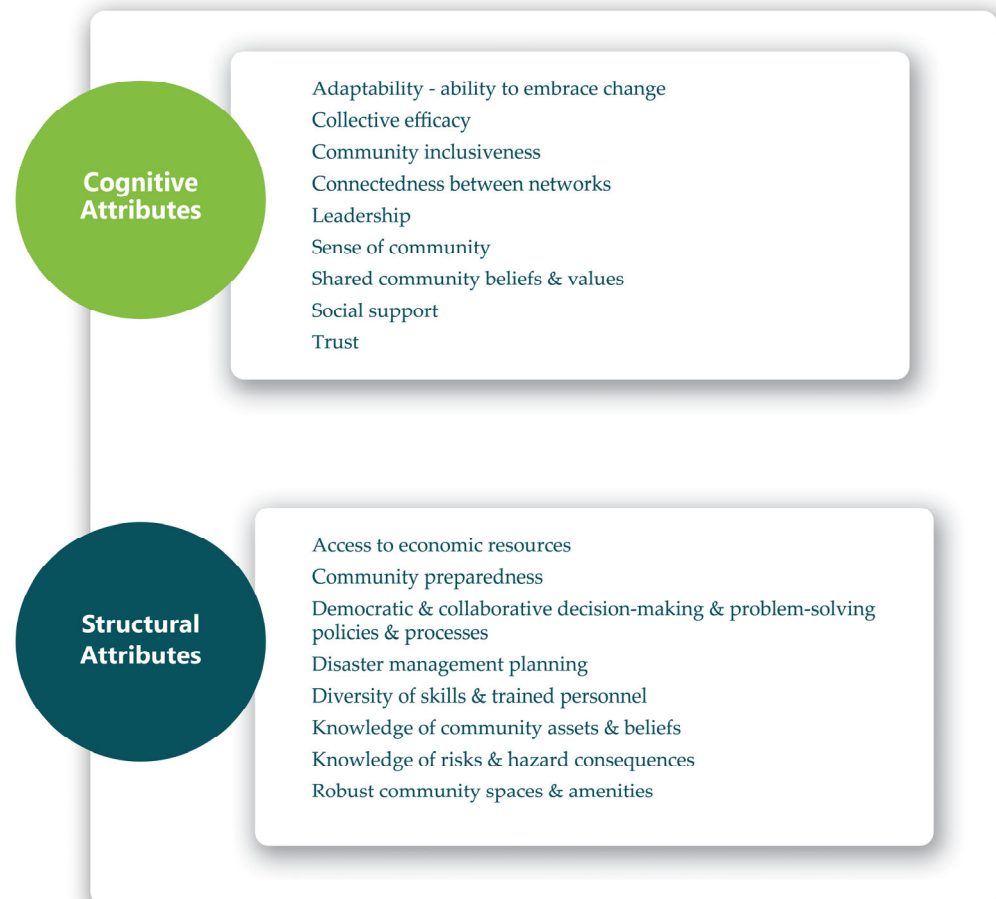 Cognitive
Attributes
Adaptability - ability to embrace change
Collective efficacy
Community inclusiveness
Connectedness between networks
Leadership
Sense of community
Shared community beliefs & values
Social support
Trust
Structural
Attributes
Access to economic resources
Community preparedness
Democratic & collaborative decision-making & problem-solving
policies & processes
Disaster management planning
Diversity of skills & trained personnel
Knowledge of community assets & beliefs
Knowledge of risks & hazard consequences
Robust community spaces & amenities